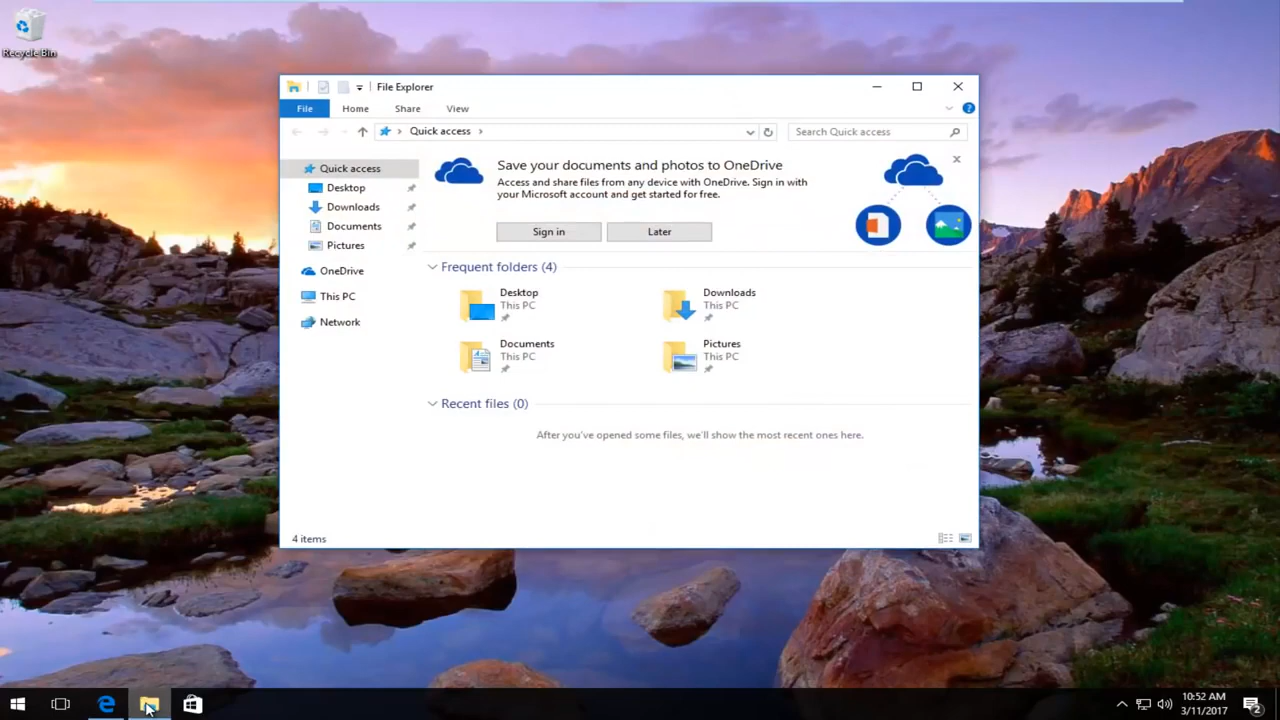 Recycle Bin
File Explorer
File
Home
Share
View
Quick access
Search Quick access
Quick access
Desktop
Downloads
Documents
Pictures
OneDrive
This PC
Network
Save your documents and photos to OneDrive
Access and share files from any device with OneDrive. Sign in with
your Microsoft account and get started for free.
Sign in
Later
Frequent folders (4)
Desktop
This PC
Downloads
This PC
Documents
This PC
Pictures
This PC
Recent files (0)
After you've opened some files, we'll show the most recent ones here.
4 items
10:52 AM
3/11/2017
2